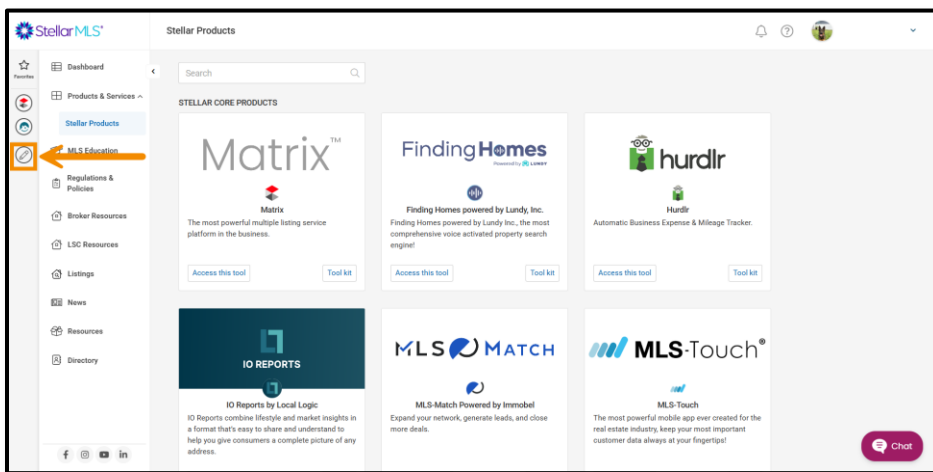 StellarMLS
Stellar Products
Favorites
Dashboard
Products & Services
Stellar Products
MLS Education
Regulations &
Policies
Broker Resources
LSC Resources
Listings
News
Resources
Directory
Search
STELLAR CORE PRODUCTS
Matrix™
Matrix
The most powerful multiple listing service
platform in the business.
Access this tool
Tool kit
Finding Homes
Powered by LUNDY
Finding Homes powered by Lundy, Inc.
Finding Homes powered by Lundy Inc., the most
comprehensive voice activated property search
engine!
Access this tool
Tool kit
hurdlr
Hurdlr
Automatic Business Expense & Mileage Tracker.
Access this tool
Tool kit
IO REPORTS
IO Reports by Local Logic
IO Reports combine lifestyle and market insights in
a format that's easy to share and understand to
help you give consumers a complete picture of any
address.
MLS MATCH
MLS-Match Powered by Immobel
Expand your network, generate leads, and close
more deals.
MLS-Touch®
MLS-Touch
The most powerful mobile app ever created for the
real estate industry, keep your most important
customer data always at your fingertips!
Chat